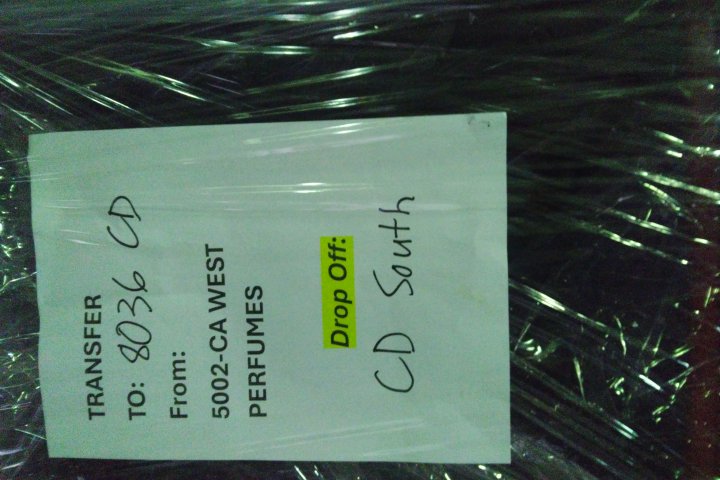 TRANSFER
TO: 8036 CD
From:
5002-CA WEST
PERFUMES
Drop Off:
CD South